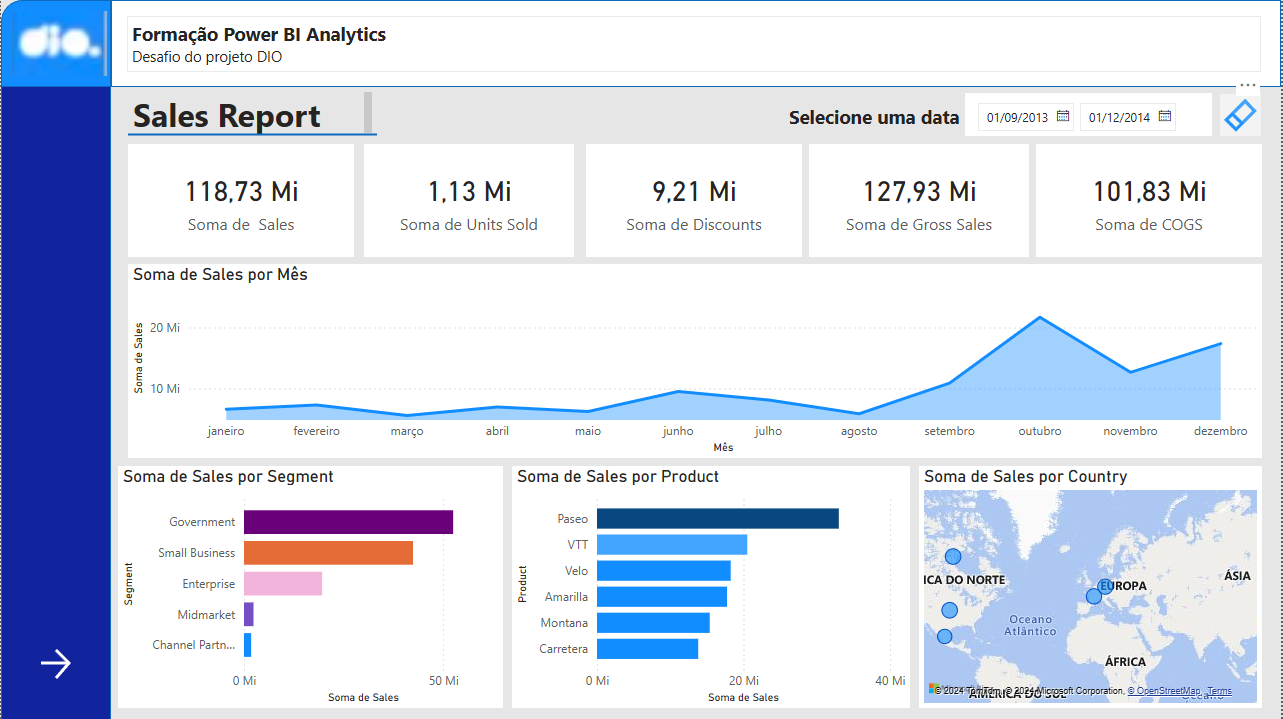 dio.
Formação Power BI Analytics
Desafio do projeto DIO
Sales Report
Selecione uma data
01/09/2013
01/12/2014
118,73 Mi
Soma de Sales
1,13 Mi
Soma de Units Sold
9,21 Mi
Soma de Discounts
127,93 Mi
Soma de Gross Sales
101,83 Mi
Soma de COGS
Soma de Sales por Mês
Soma de Sales
20 Mi
10 Mi
janeiro fevereiro março abril maio junho julho agosto setembro outubro novembro dezembro
Mês
Soma de Sales por Segment
Segment
Government
Small Business
Enterprise
Midmarket
Channel Partn...
0 Mi 50 Mi
Soma de Sales
Soma de Sales por Product
Product
Paseo
VTT
Velo
Amarilla
Montana
Carretera
0 Mi 20 Mi 40 Mi
Soma de Sales
Soma de Sales por Country
ICA DO NORTE
EUROPA
ÁSIA
Oceano
Atlântico
ÁFRICA
AMÉRICA DO SUL
Oceano
© 2024 TomTom, © 2024 Microsoft Corporation, © OpenStreetMap Terms